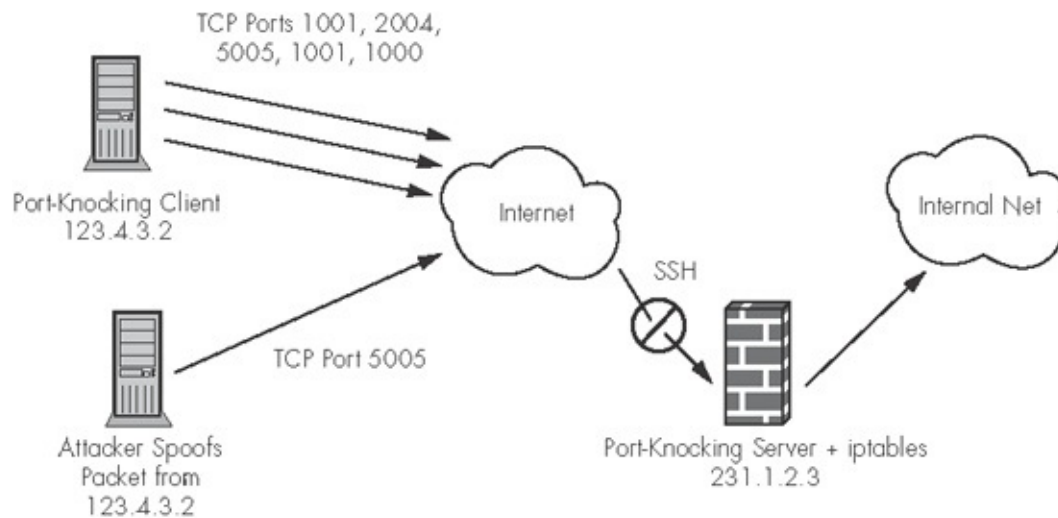 TCP Ports 1001, 2004,
5005, 1001, 1000
Port-Knocking Client
123.4.3.2
Internet
Internal Net
SSH
TCP Port 5005
Attacker Spoofs
Packet from
123.4.3.2
Port-Knocking Server + iptables
231.1.2.3